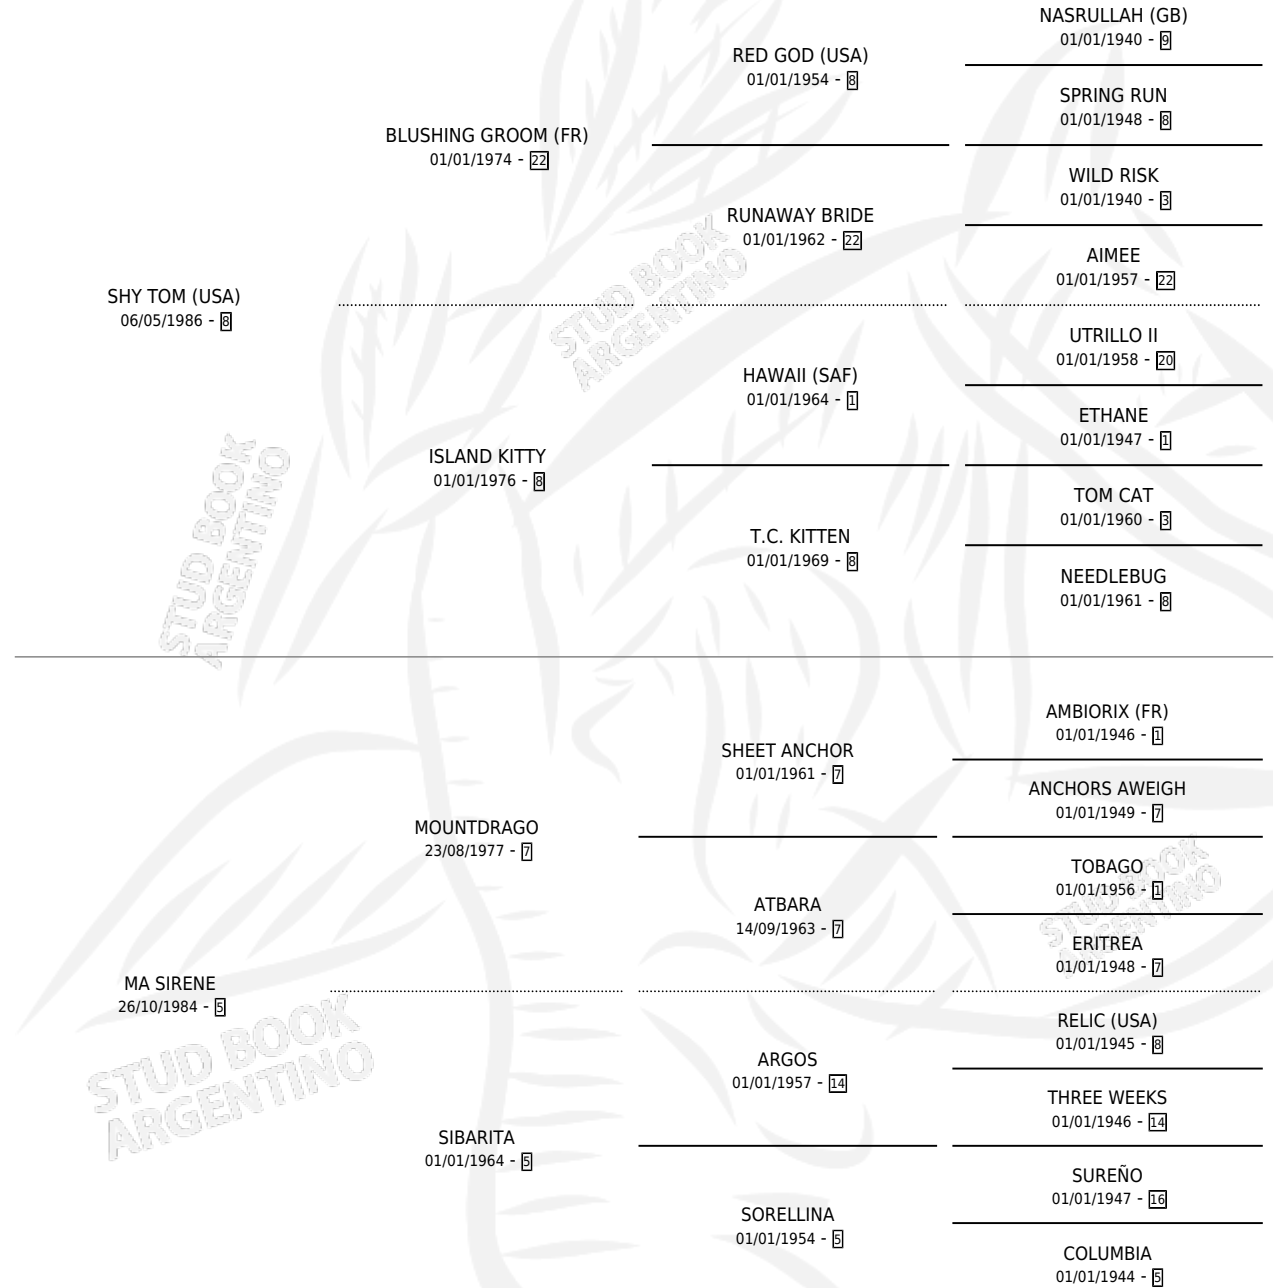 NASRULLAH (GB)
01/01/1940 - 9
RED GOD (USA)
01/01/1954 - 8
SPRING RUN
01/01/1948 - 8
BLUSHING GROOM (FR)
01/01/1974 - 22
WILD RISK
01/01/1940 - 3
RUNAWAY BRIDE
01/01/1962 - 22
AIMEE
01/01/1957 - 22
SHY TOM (USA)
06/05/1986 - 8
UTRILLO II
01/01/1958 - 20
HAWAII (SAF)
01/01/1964 - 1
ETHANE
01/01/1947 - 1
ISLAND KITTY
01/01/1976 - 8
TOM CAT
01/01/1960 - 3
T.C. KITTEN
01/01/1969 - 8
NEEDLEBUG
01/01/1961 - 8
AMBIORIX (FR)
01/01/1946 - 1
SHEET ANCHOR
01/01/1961 - 7
ANCHORS AWEIGH
01/01/1949 - 7
MOUNTDRAGO
23/08/1977 - 7
TOBAGO
01/01/1956 - 1
ATBARA
14/09/1963 - 7
ERITREA
01/01/1948 - 7
MA SIRENE
26/10/1984 - 5
RELIC (USA)
01/01/1945 - 8
ARGOS
01/01/1957 - 14
THREE WEEKS
01/01/1946 - 14
SIBARITA
01/01/1964 - 5
SUREÑO
01/01/1947 - 16
SORELLINA
01/01/1954 - 5
COLUMBIA
01/01/1944 - 5
STUD BOOK
ARGENTINO
STUD BOOK
ARGENTINO
STUD BOOK
ARGENTINO
STUD BOOK
ARGENTINO